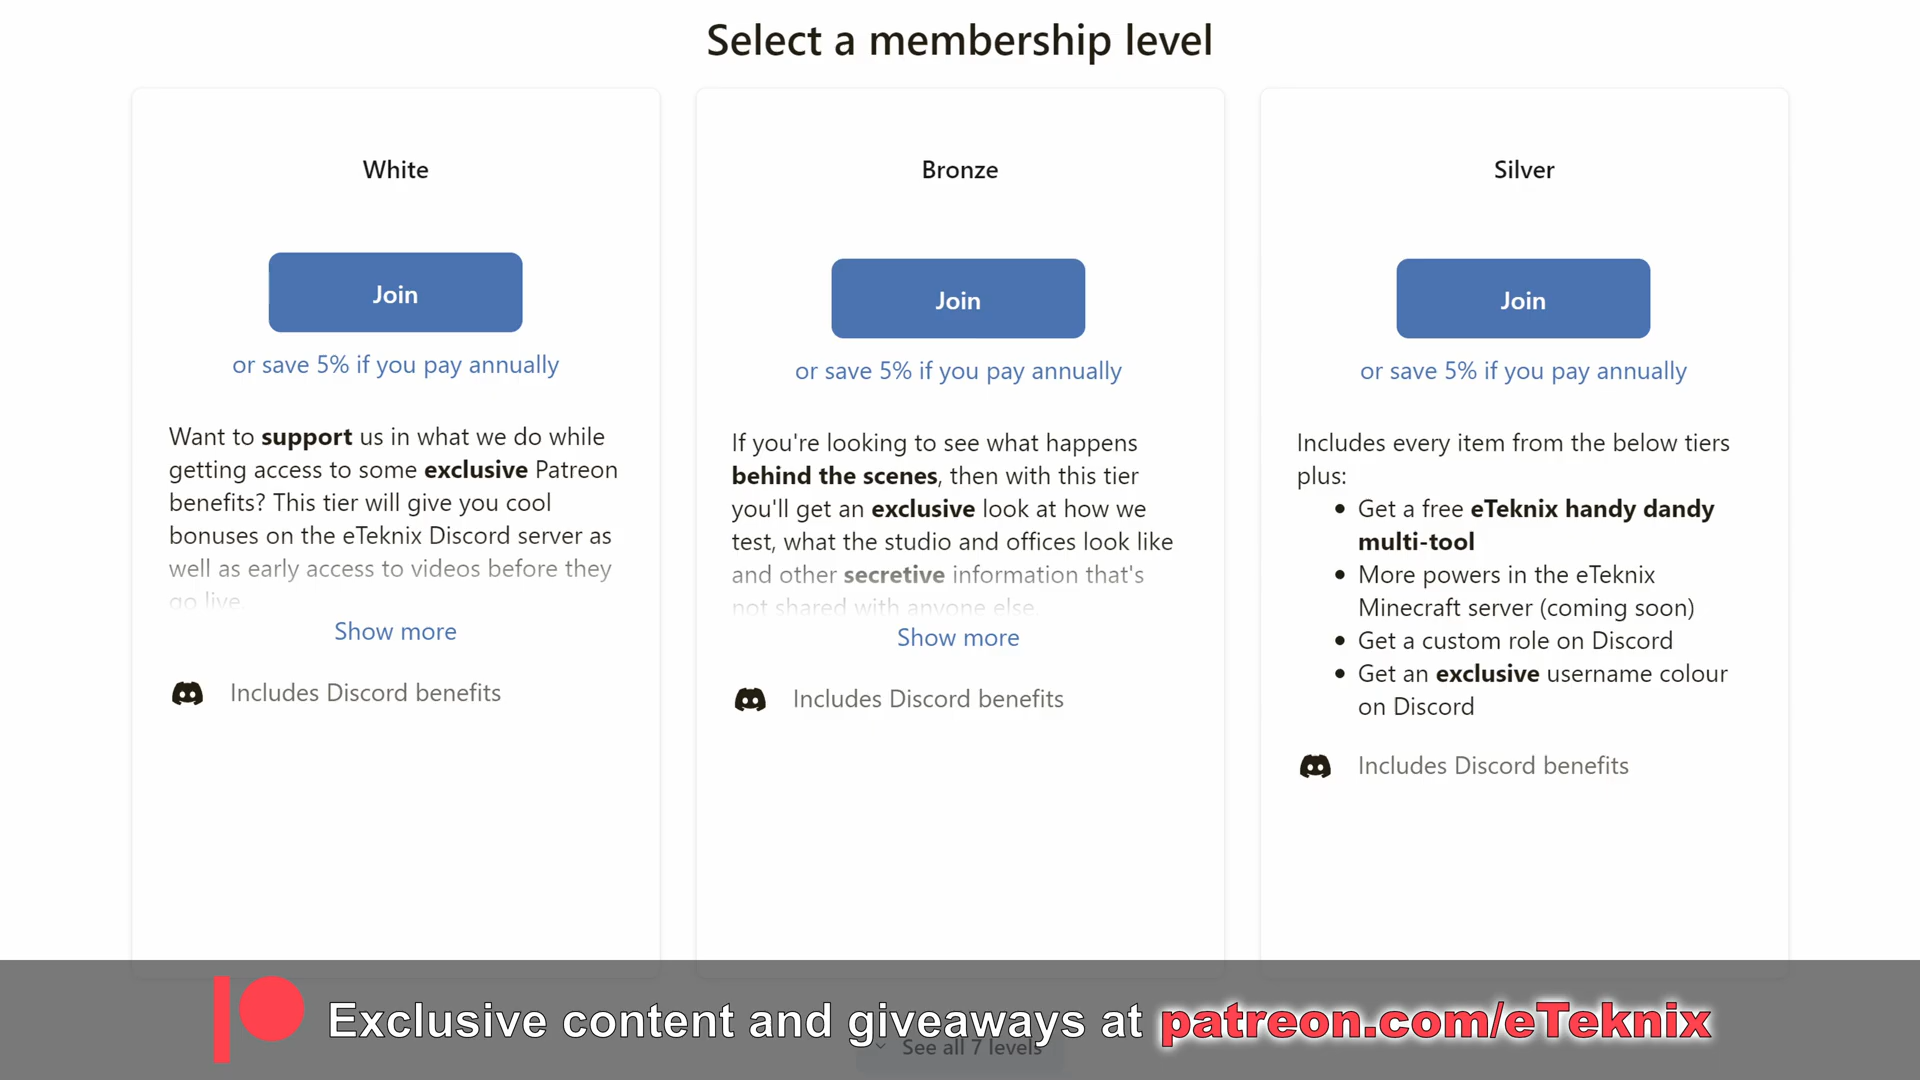 Select a membership level
White
Join
or save 5% if you pay annually
Want to support us in what we do while
getting access to some exclusive Patreon
benefits? This tier will give you cool
bonuses on the eTeknix Discord server as
well as early access to videos before they
go live.
Show more
Includes Discord benefits
Bronze
Join
or save 5% if you pay annually
If you're looking to see what happens
behind the scenes, then with this tier
you'll get an exclusive look at how we
test, what the studio and offices look like
and other secretive information that's
not shared with anyone else.
Show more
Includes Discord benefits
Silver
Join
or save 5% if you pay annually
Includes every item from the below tiers
plus:
• Get a free eTeknix handy dandy
multi-tool
• More powers in the eTeknix
Minecraft server (coming soon)
• Get a custom role on Discord
• Get an exclusive username colour
on Discord
Includes Discord benefits
Exclusive content and giveaways at patreon.com/eTeknix
See all 7 levels